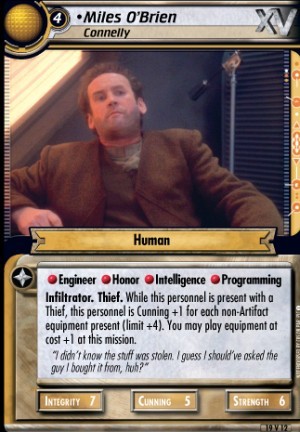 4
•Miles O'Brien
Connelly
XV
Human
Engineer Honor Intelligence Programming
Infiltrator. Thief. While this personnel is present with a
Thief, this personnel is Cunning +1 for each non-Artifact
equipment present (limit +4). You may play equipment at
cost +1 at this mission.
"I didn't know the stuff was stolen. I guess I should've asked the
guy I bought it from, huh?"
INTEGRITY 7 CUNNING 5 STRENGTH 6
19 V 12